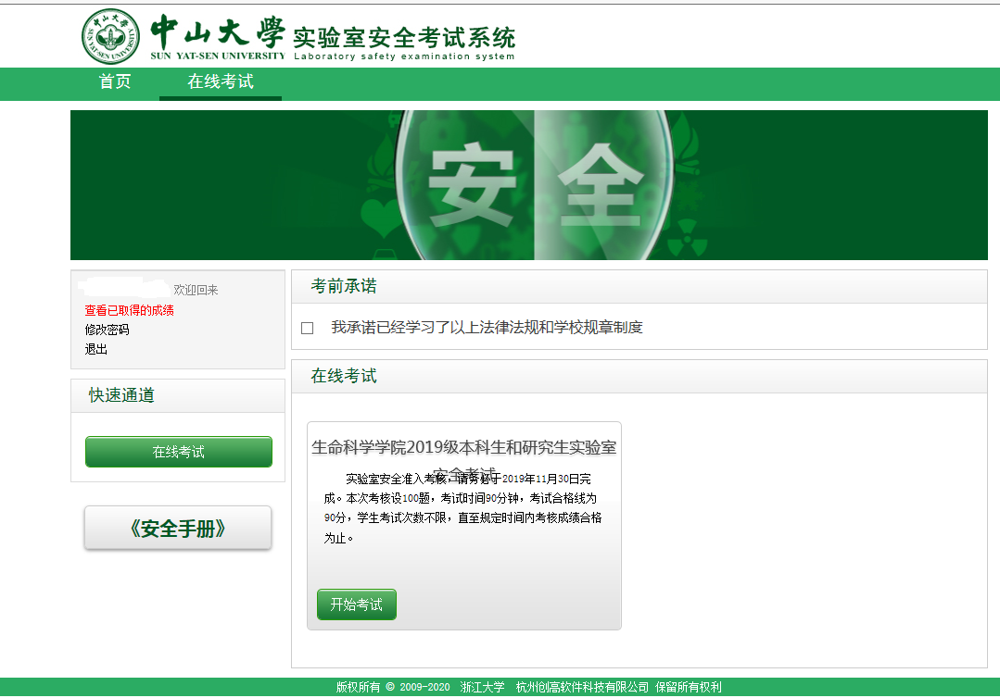 中山大学
SUN YAT-SEN UNIVERSITY
实验室安全考试系统
Laboratory safety examination system
首页
在线考试
安全
欢迎回来
查看已取得的成绩
修改密码
退出
快速通道
在线考试
《安全手册》
考前承诺
我承诺已经学习了以上法律法规和学校规章制度
在线考试
生命科学学院2019级本科生和研究生实验室
安全考试
实验室安全准入考核，请务必于2019年11月30日完
成。本次考核设100题，考试时间90分钟，考试合格线为
90分，学生考试次数不限，直至规定时间内考核成绩合格
为止。
开始考试
版权所有 © 2009-2020 浙江大学 杭州创高软件科技有限公司 保留所有权利